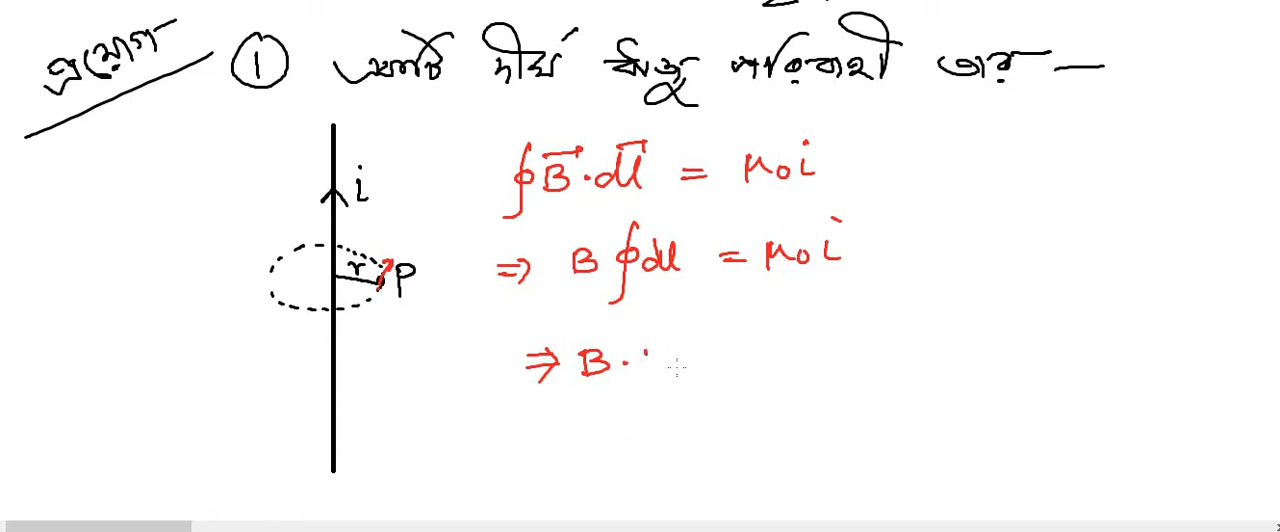 প্রয়োগ ① একটি দীর্ঘ ঋজু পরিবাহী তার —
i
∮B⃗·dl⃗ = μ₀i
r P
⇒ B∮dl = μ₀i
⇒ B.